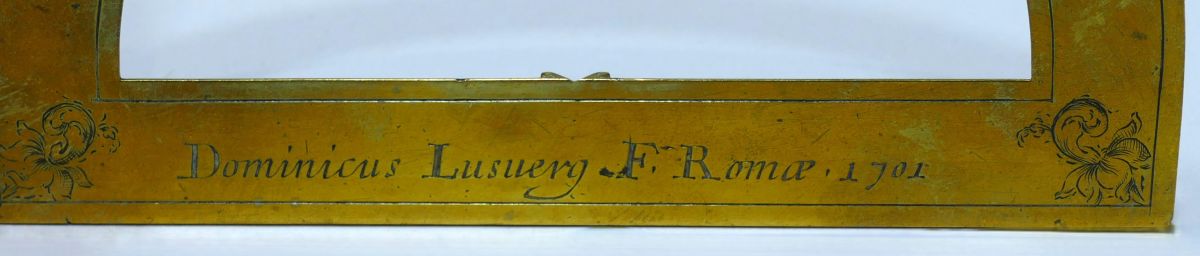 Dominicus Lusuerg F. Romæ. 1701